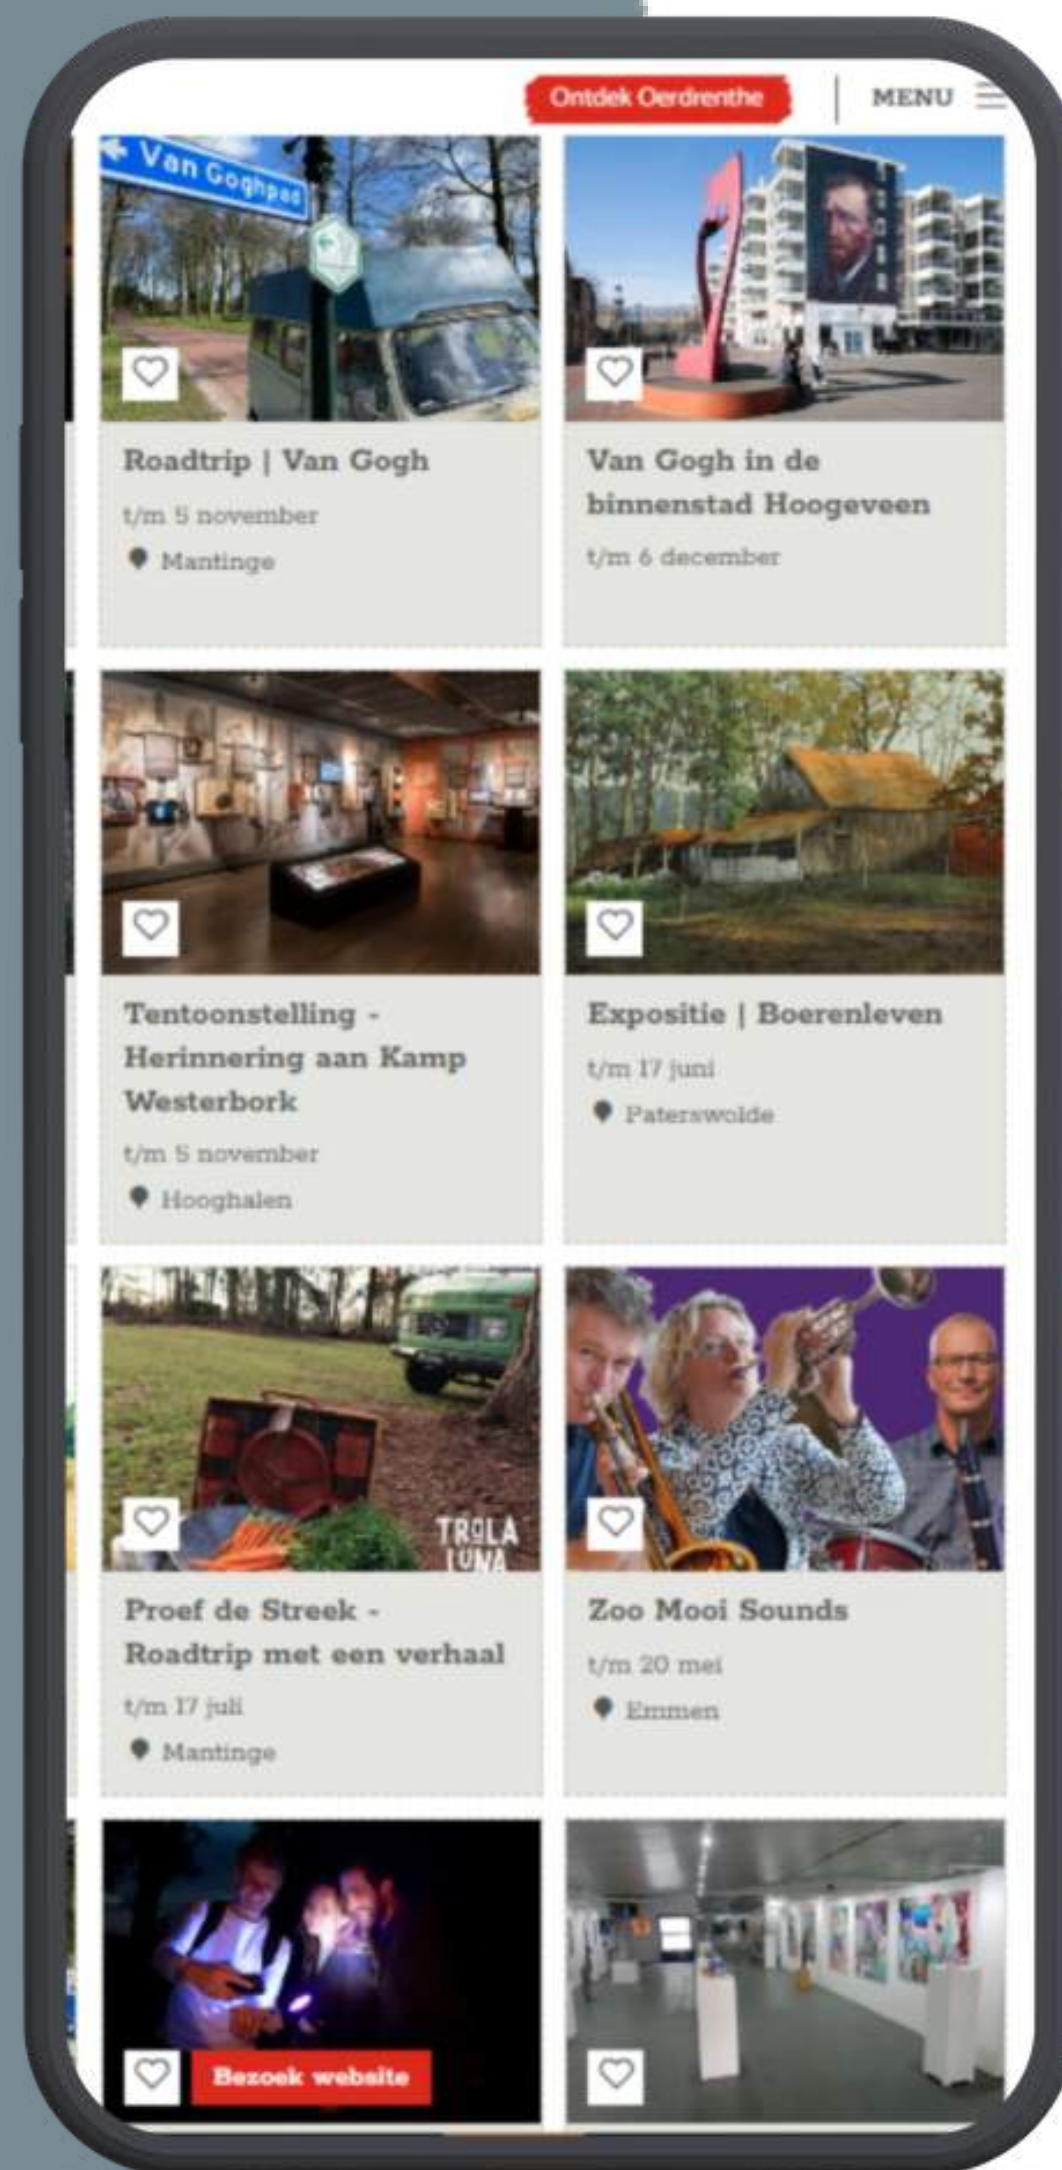 Ontdek Oerdrenthe
MENU
Van Goghpad
Roadtrip | Van Gogh
t/m 5 november
Mantinge
Van Gogh in de
binnenstad Hoogeveen
t/m 6 december
Tentoonstelling -
Herinnering aan Kamp
Westerbork
t/m 5 november
Hooghalen
Expositie | Boerenleven
t/m 17 juni
Paterswolde
TROLA
LUNA
Proef de Streek -
Roadtrip met een verhaal
t/m 17 juli
Mantinge
Zoo Mooi Sounds
t/m 20 mei
Emmen
Bezoek website